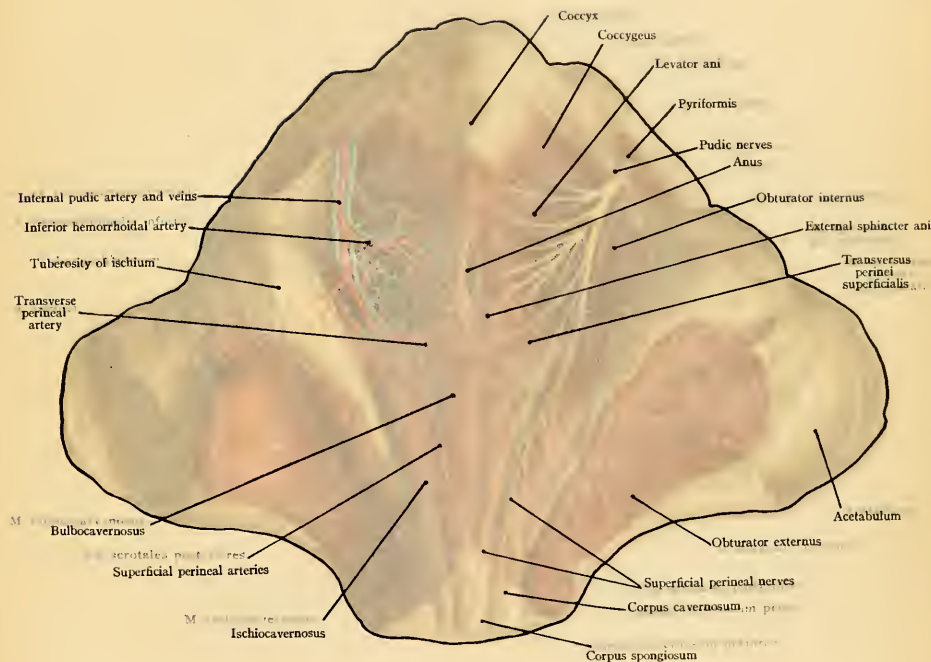 Coccyx
Coccygeus
Levator ani
Pyriformis
Pudic nerves
Anus
Internal pudic artery and veins
Obturator internus
Inferior hemorrhoidal artery
External sphincter ani
Tuberosity of ischium
Transversus
perinei
superficialis
Transverse
perineal
artery
Acetabulum
Bulbocavernosus
Obturator externus
scrotales
Superficial perineal arteries
Superficial perineal nerves
Corpus cavernosum
Ischiocavernosus
Corpus spongiosum